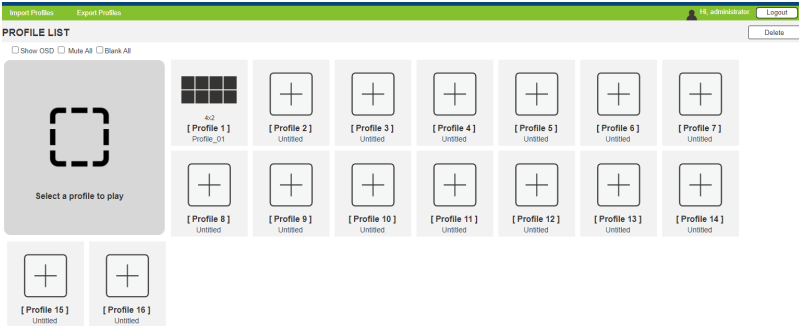 Import Profiles Export Profiles Hi, administrator Logout
PROFILE LIST Delete
Show OSD Mute All Blank All
4x2
[ Profile 1 ] [ Profile 2 ] [ Profile 3 ] [ Profile 4 ] [ Profile 5 ] [ Profile 6 ] [ Profile 7 ]
Profile_01 Untitled Untitled Untitled Untitled Untitled Untitled
Select a profile to play
[ Profile 8 ] [ Profile 9 ] [ Profile 10 ] [ Profile 11 ] [ Profile 12 ] [ Profile 13 ] [ Profile 14 ]
Untitled Untitled Untitled Untitled Untitled Untitled Untitled
[ Profile 15 ] [ Profile 16 ]
Untitled Untitled